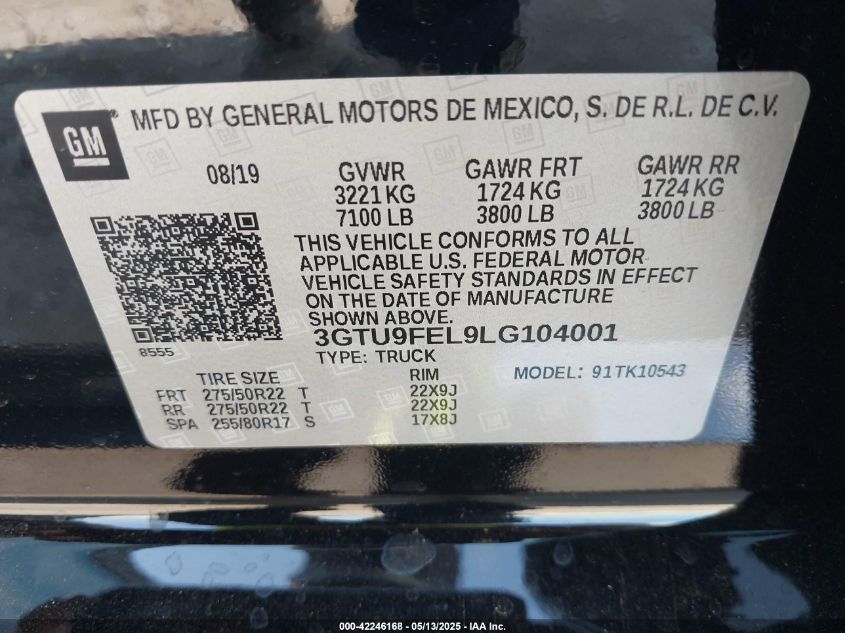 GM MFD BY GENERAL MOTORS DE MEXICO, S. DE R.L. DE C.V.
08/19 GVWR GAWR FRT GAWR RR
3221 KG 1724 KG 1724 KG
7100 LB 3800 LB 3800 LB
THIS VEHICLE CONFORMS TO ALL
APPLICABLE U.S. FEDERAL MOTOR
VEHICLE SAFETY STANDARDS IN EFFECT
ON THE DATE OF MANUFACTURE
SHOWN ABOVE.
3GTU9FEL9LG104001
8555
TYPE: TRUCK
TIRE SIZE RIM MODEL: 91TK10543
FRT 275/50R22 T 22X9J
RR 275/50R22 T 22X9J
SPA 255/80R17 S 17X8J
000-42246168 - 05/13/2025 - IAA Inc.